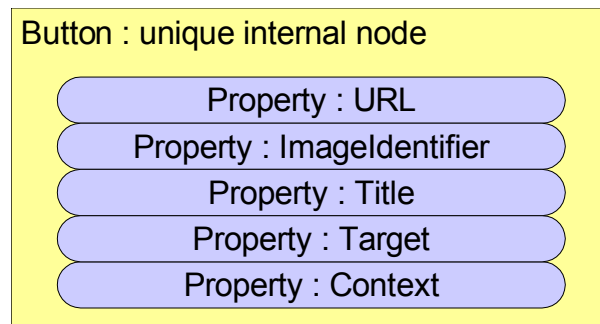 Button : unique internal node
Property : URL
Property : ImageIdentifier
Property : Title
Property : Target
Property : Context